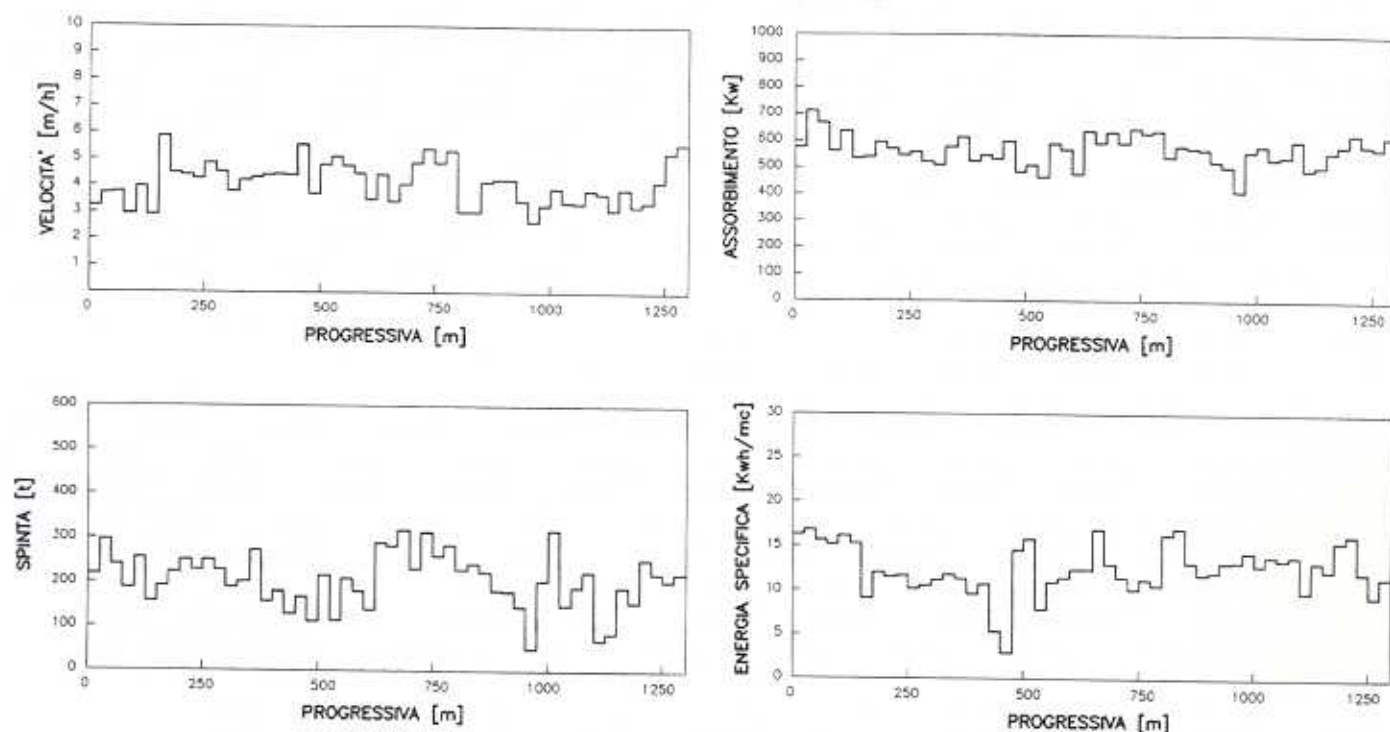 VELOCITA' [m/h]
10
9
8
7
6
5
4
3
2
1
0 250 500 750 1000 1250
PROGRESSIVA [m]
ASSORBIMENTO [Kw]
1000
900
800
700
600
500
400
300
200
100
0
0 250 500 750 1000 1250
PROGRESSIVA [m]
SPINTA [t]
600
500
400
300
200
100
0
0 250 500 750 1000 1250
PROGRESSIVA [m]
ENERGIA SPECIFICA [Kwh/mc]
30
25
20
15
10
5
0
0 250 500 750 1000 1250
PROGRESSIVA [m]